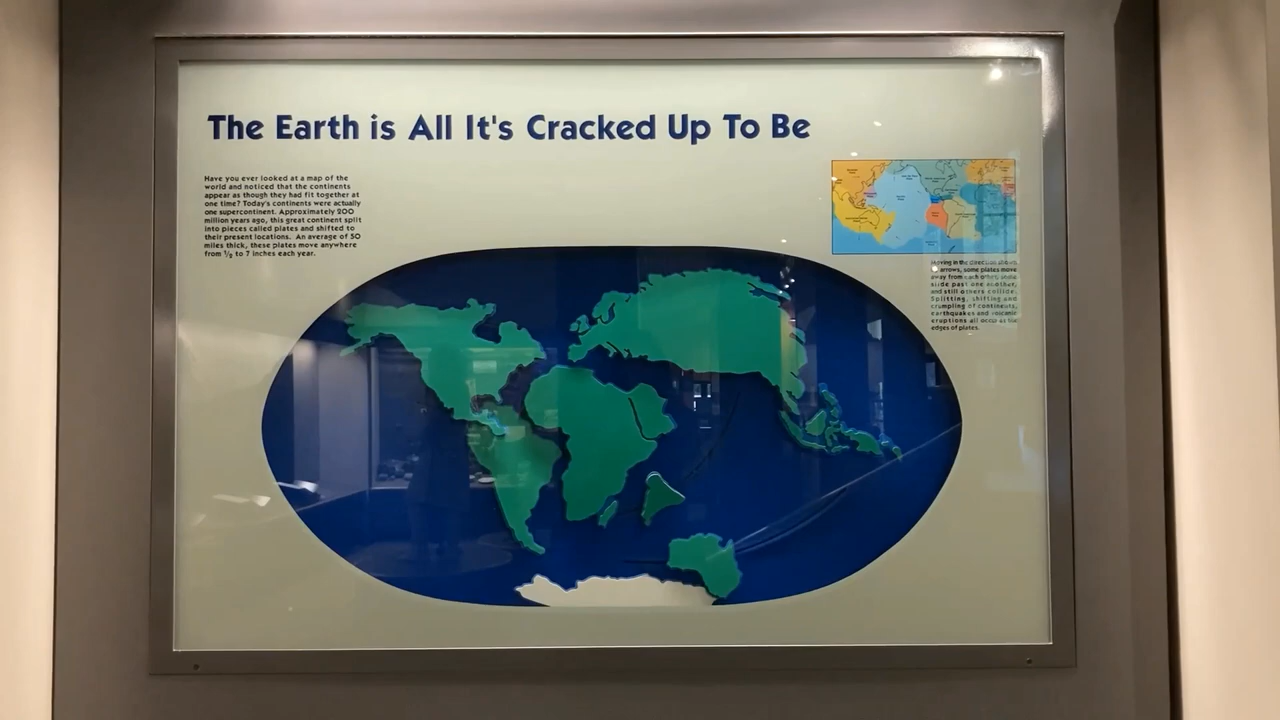 The Earth is All It's Cracked Up To Be
Have you ever looked at a map of the
world and noticed that the continents
appear as though they had fit together at
one time? Today's continents were actually
one supercontinent. Approximately 200
million years ago, this great continent split
into pieces called plates and shifted to
their present locations. An average of 50
miles thick, these plates move anywhere
from 1/2 to 7 inches each year.
Moving in the direction shown
arrows, some plates move
away from each other, some
slide past one another,
and still others collide.
Splitting, shifting and
crumpling of continents,
earthquakes and volcanic
eruptions all occur
edges of plates.